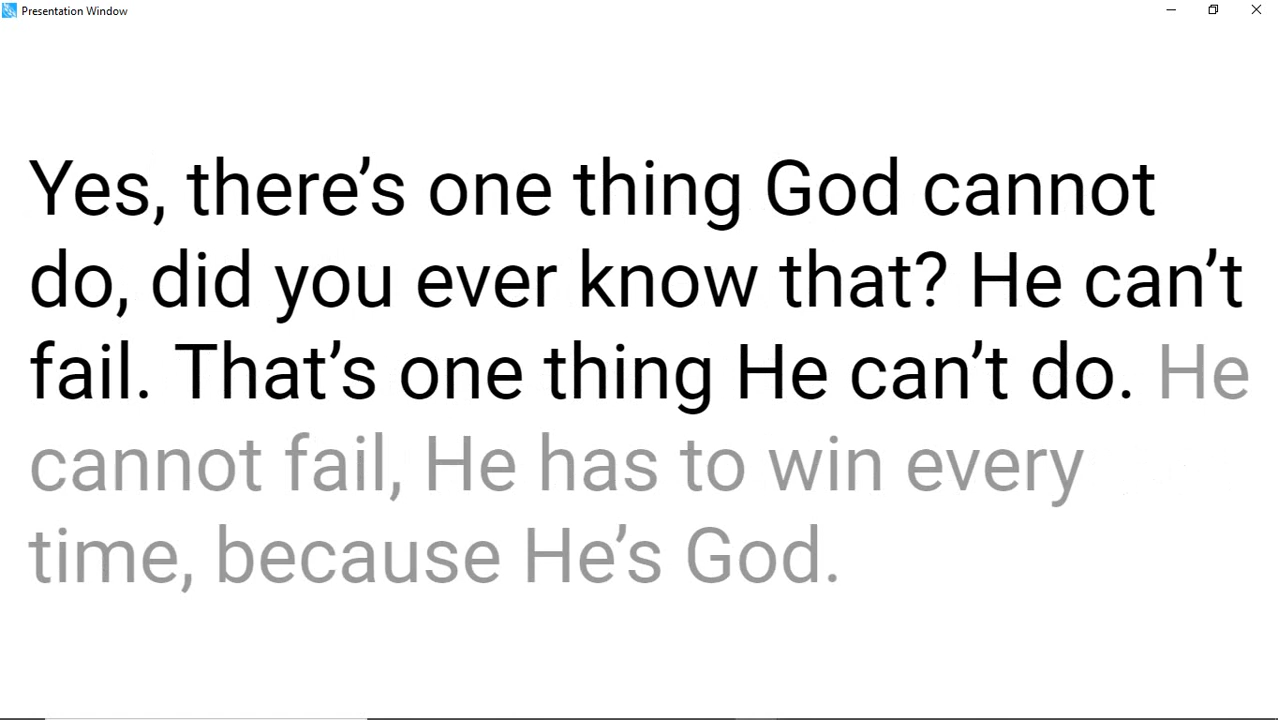 Presentation Window
Yes, there’s one thing God cannot
do, did you ever know that? He can’t
fail. That’s one thing He can’t do. He
cannot fail, He has to win every
time, because He’s God.